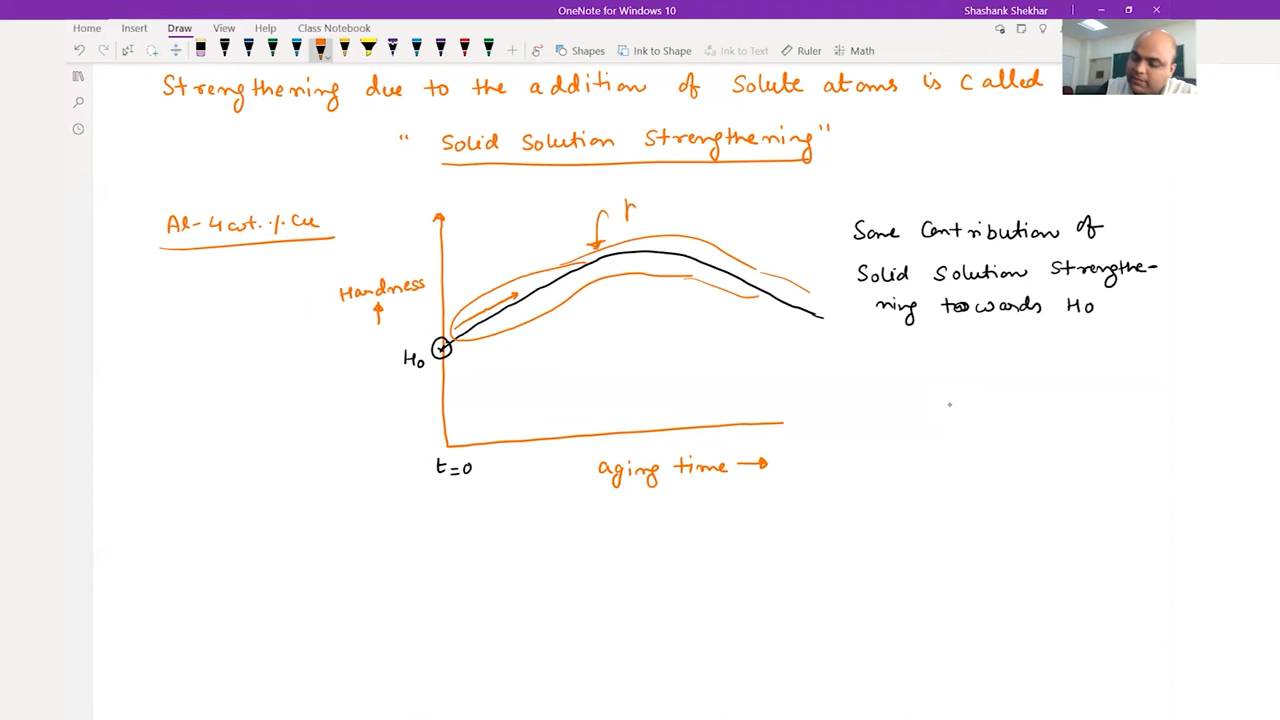 OneNote for Windows 10
Shashank Shekhar
Home Insert Draw View Help Class Notebook
Shapes Ink to Shape Ink to Text Ruler Math
Strengthening due to the addition of Solute atoms is Called
"Solid Solution Strengthening"
Al-4 wt.% Cu
Hardness
H0
t=0
aging time
Some Contribution of
Solid Solution Strengthe-
ning towards H0